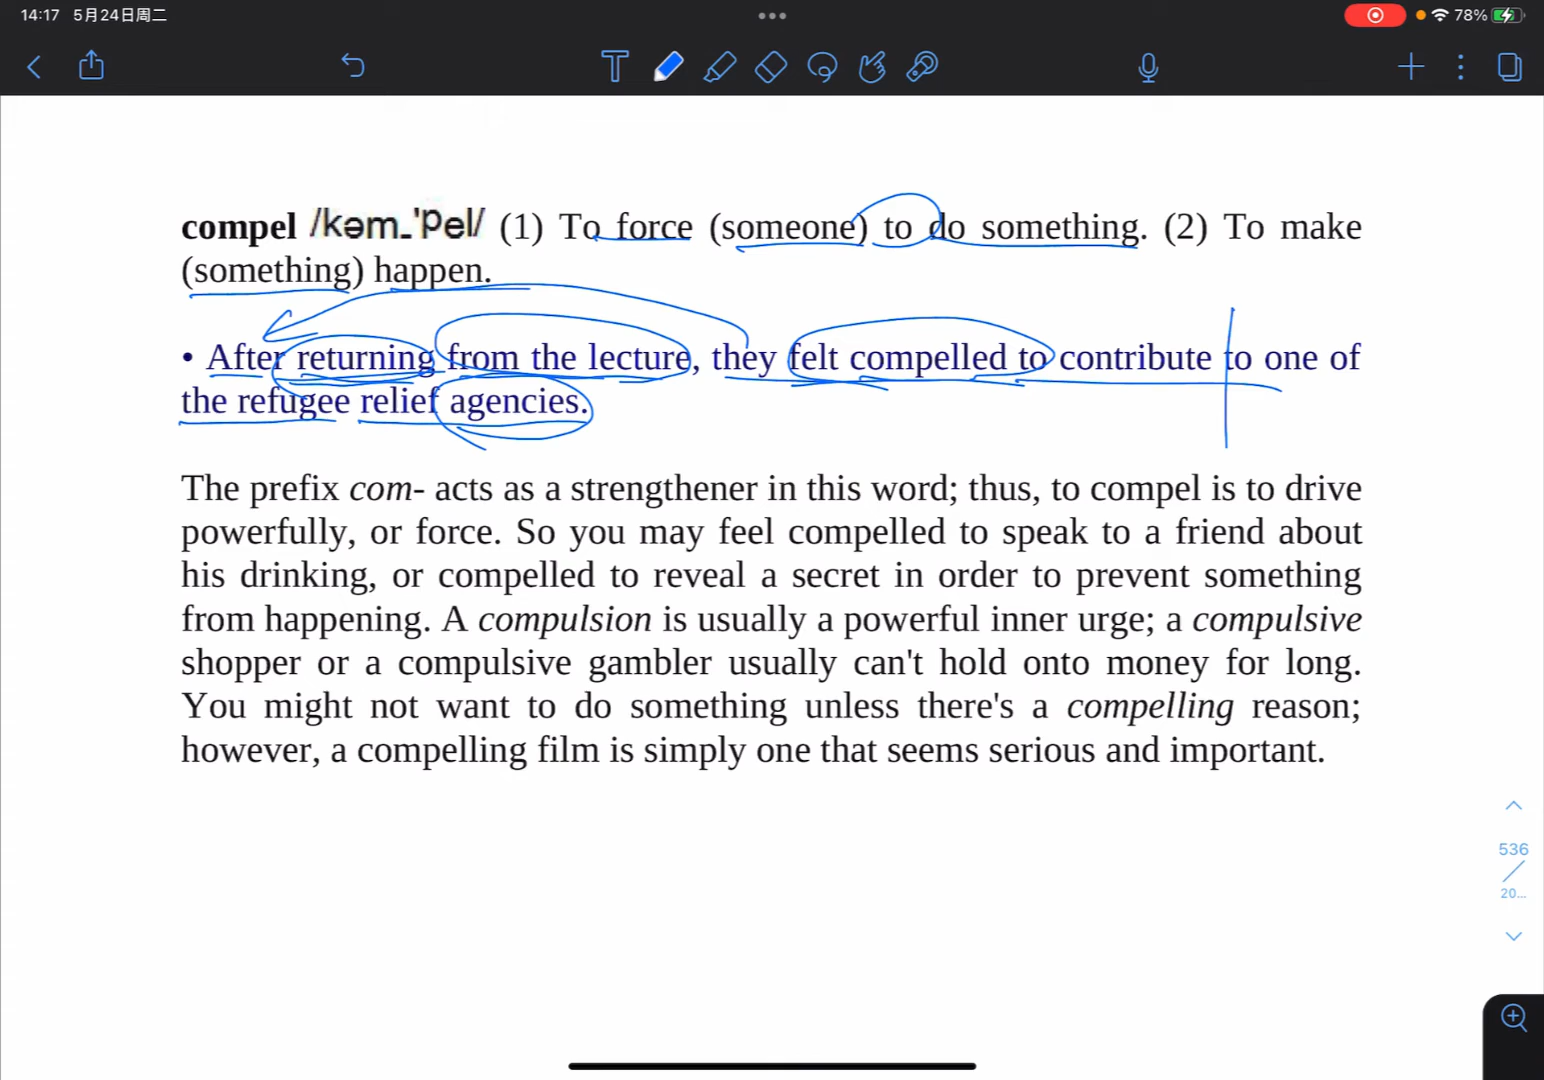 14:17 5月24日周二
78%
compel /kəm-ˈpel/ (1) To force (someone) to do something. (2) To make
(something) happen.
• After returning from the lecture, they felt compelled to contribute to one of
the refugee relief agencies.
The prefix com- acts as a strengthener in this word; thus, to compel is to drive
powerfully, or force. So you may feel compelled to speak to a friend about
his drinking, or compelled to reveal a secret in order to prevent something
from happening. A compulsion is usually a powerful inner urge; a compulsive
shopper or a compulsive gambler usually can't hold onto money for long.
You might not want to do something unless there's a compelling reason;
however, a compelling film is simply one that seems serious and important.
536
20...